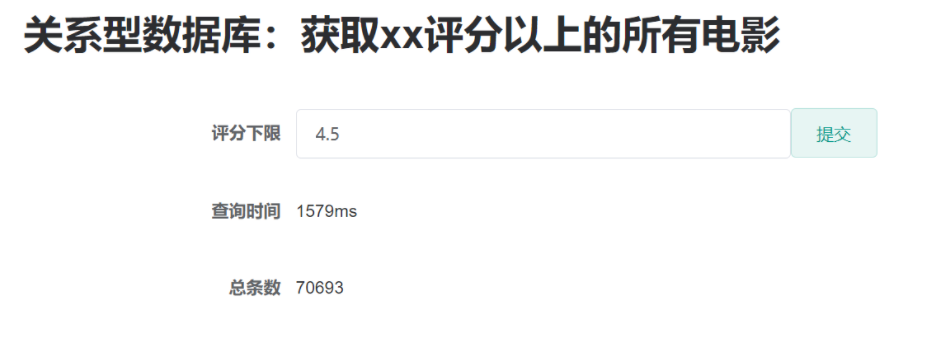 关系型数据库：获取xx评分以上的所有电影
评分下限 4.5 提交
查询时间 1579ms
总条数 70693